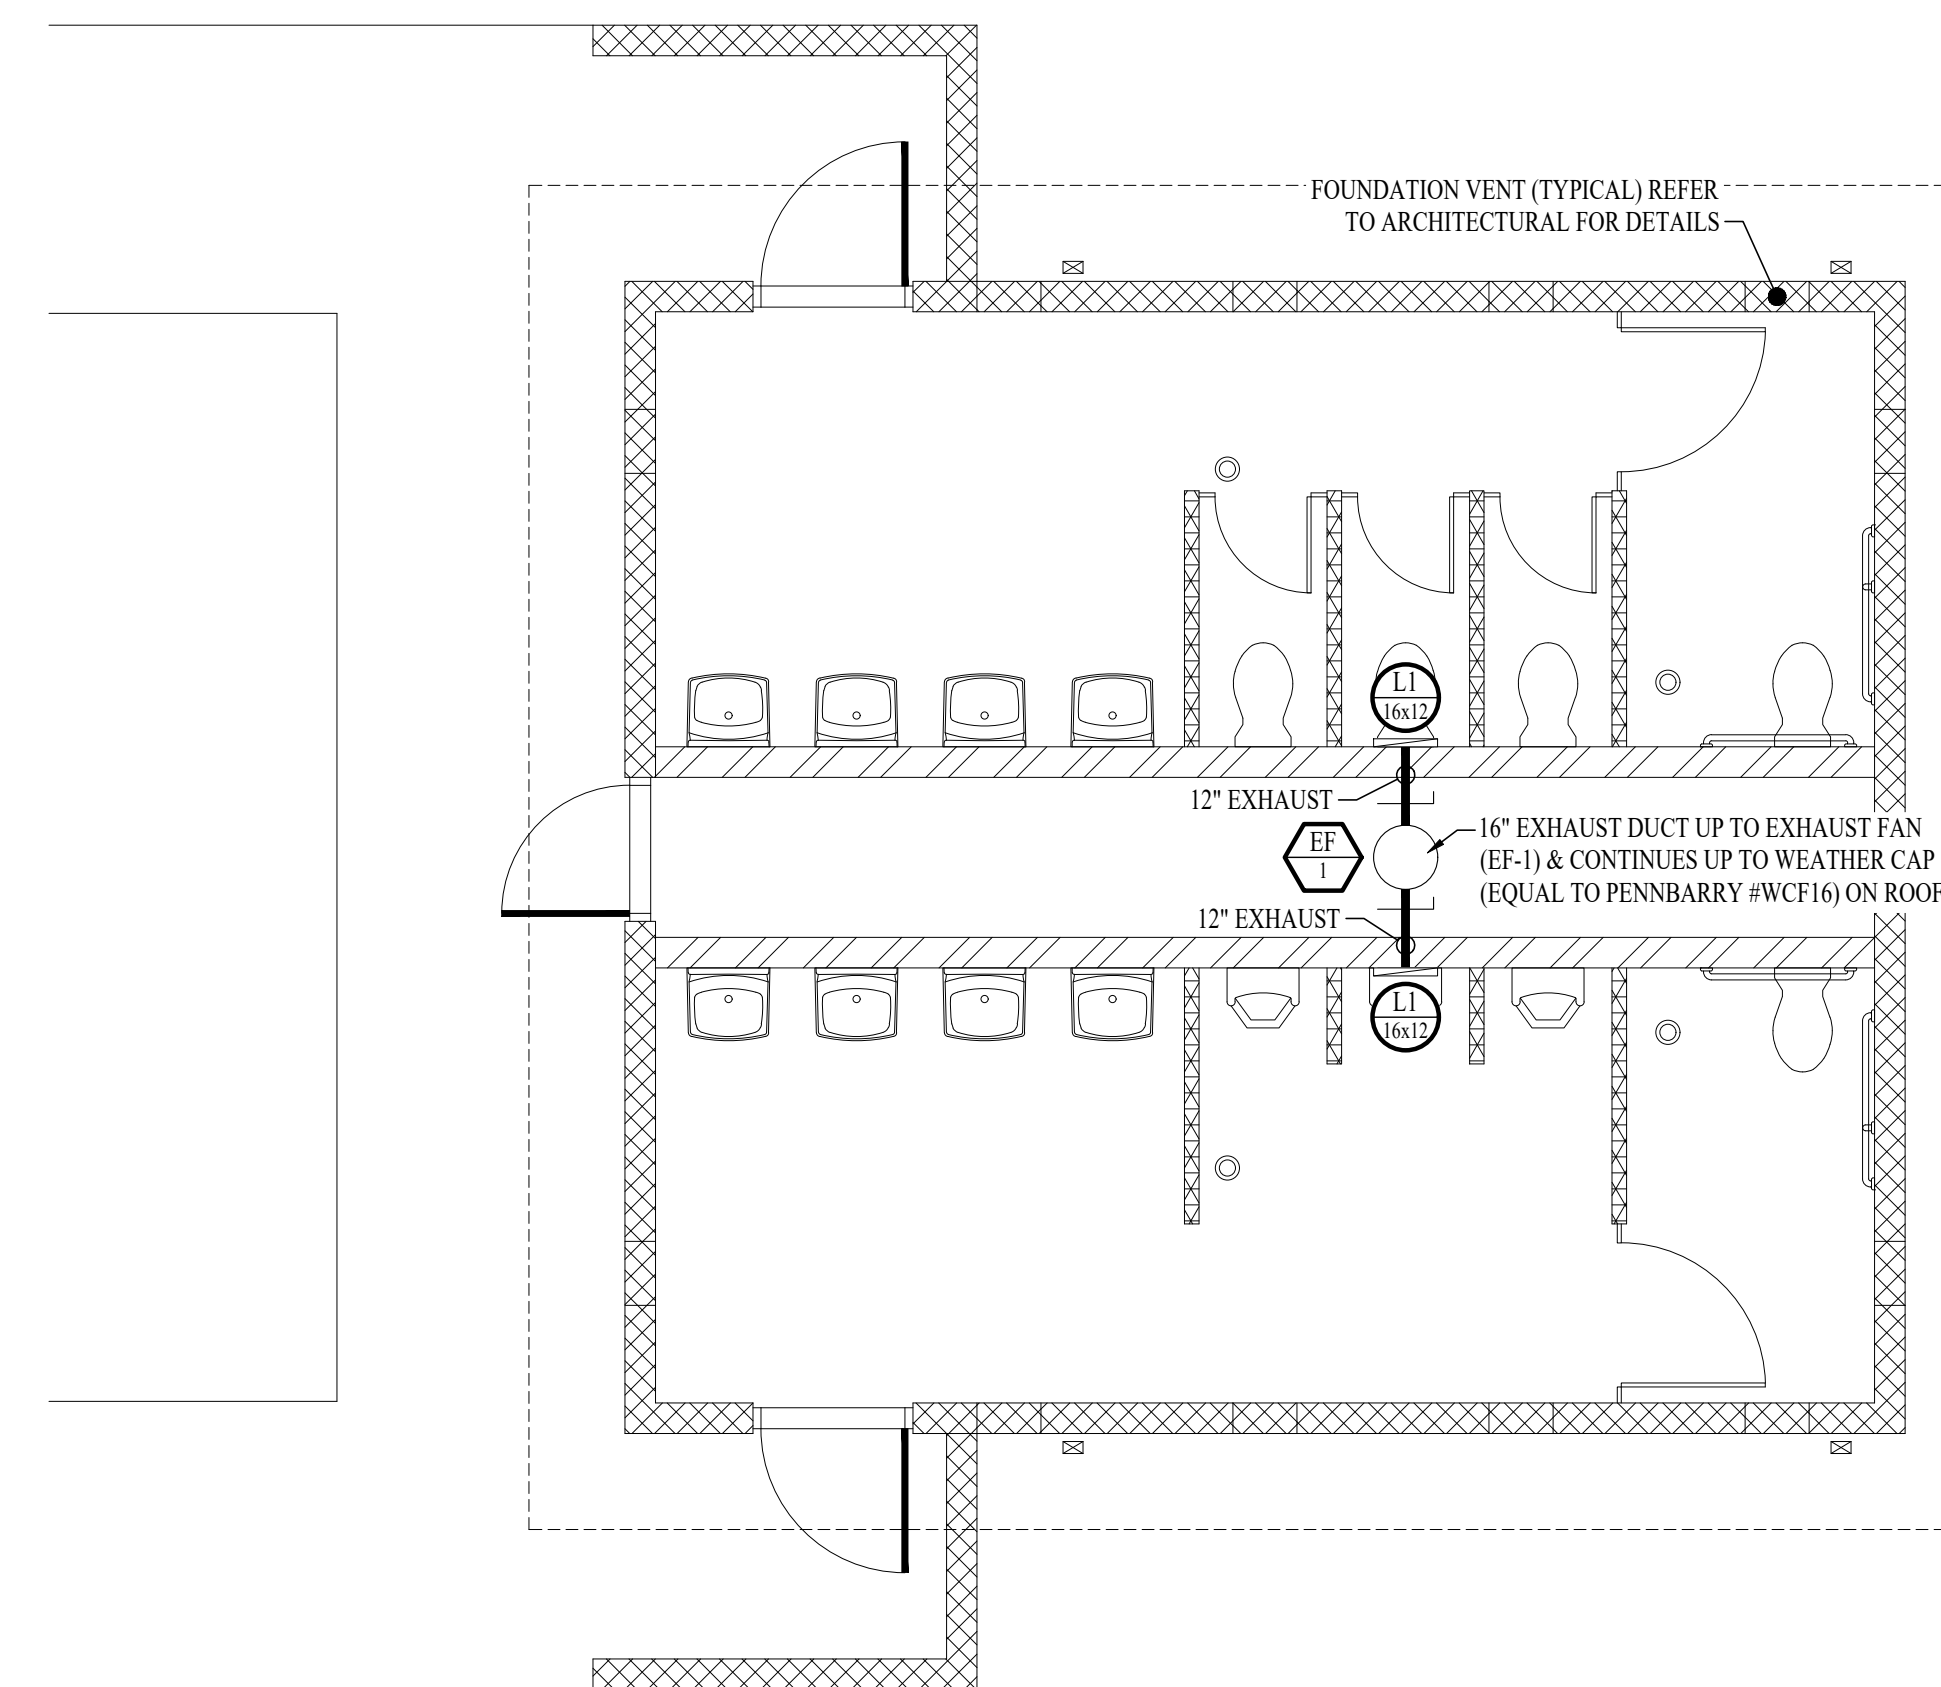 FOUNDATION VENT (TYPICAL) REFER
TO ARCHITECTURAL FOR DETAILS
L1
16x12
12" EXHAUST
EF
1
16" EXHAUST DUCT UP TO EXHAUST FAN
(EF-1) & CONTINUES UP TO WEATHER CAP
(EQUAL TO PENNBARRY #WCF16) ON ROOF
12" EXHAUST
L1
16x12